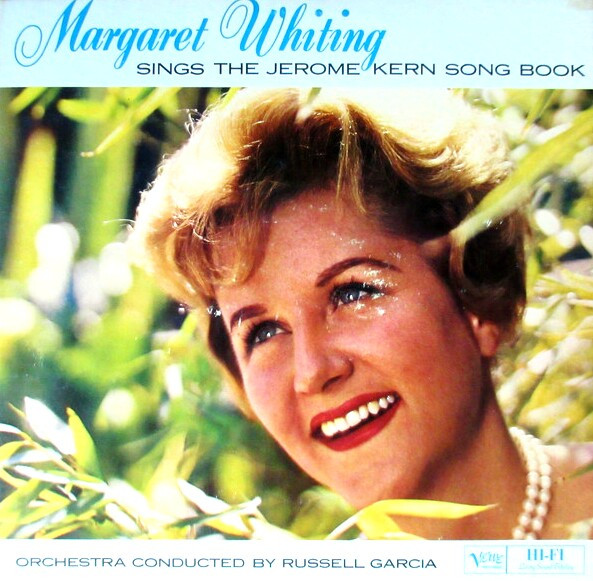 Margaret Whiting
SINGS THE JEROME KERN SONG BOOK
ORCHESTRA CONDUCTED BY RUSSELL GARCIA
Verve
HI-FI